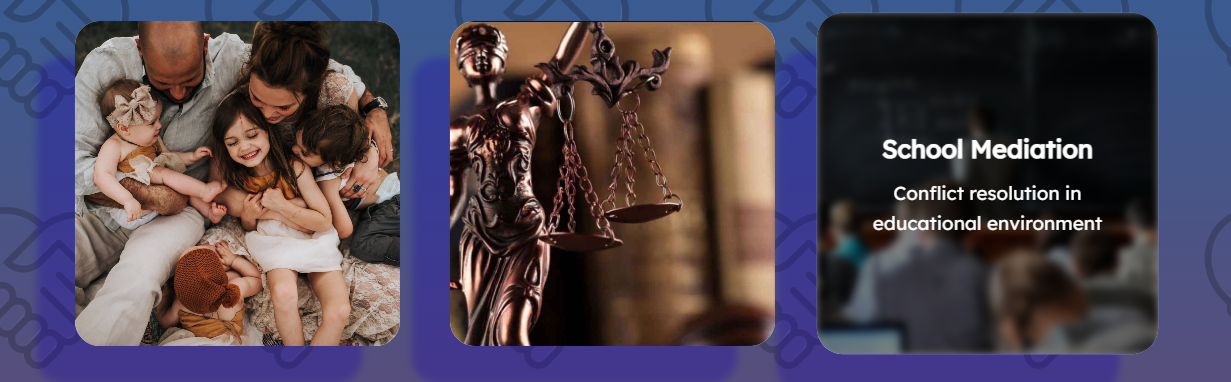 School Mediation
Conflict resolution in
educational environment